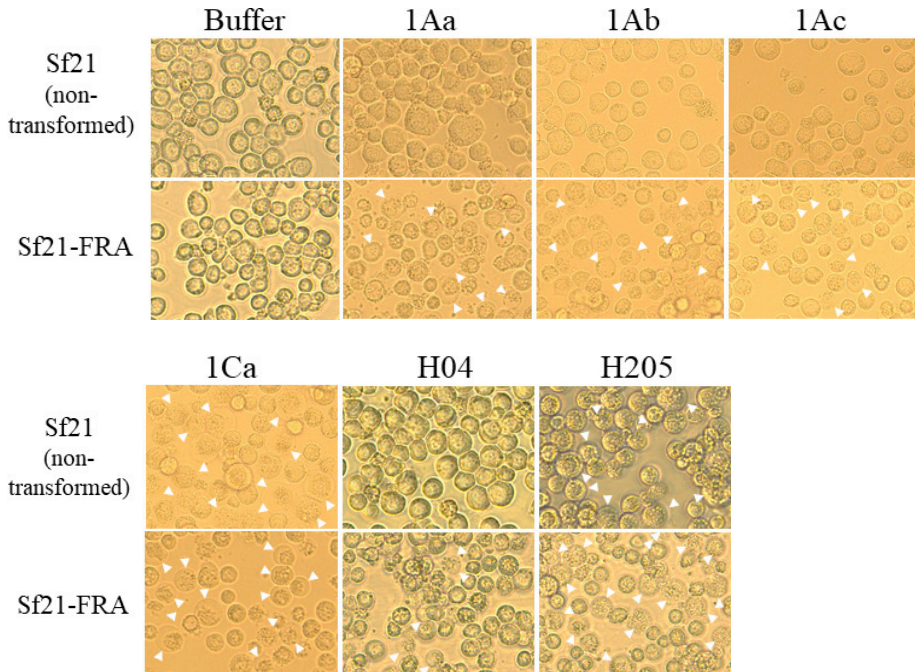 Buffer 1Aa 1Ab 1Ac
Sf21
(non-
transformed)
Sf21-FRA
1Ca H04 H205
Sf21
(non-
transformed)
Sf21-FRA